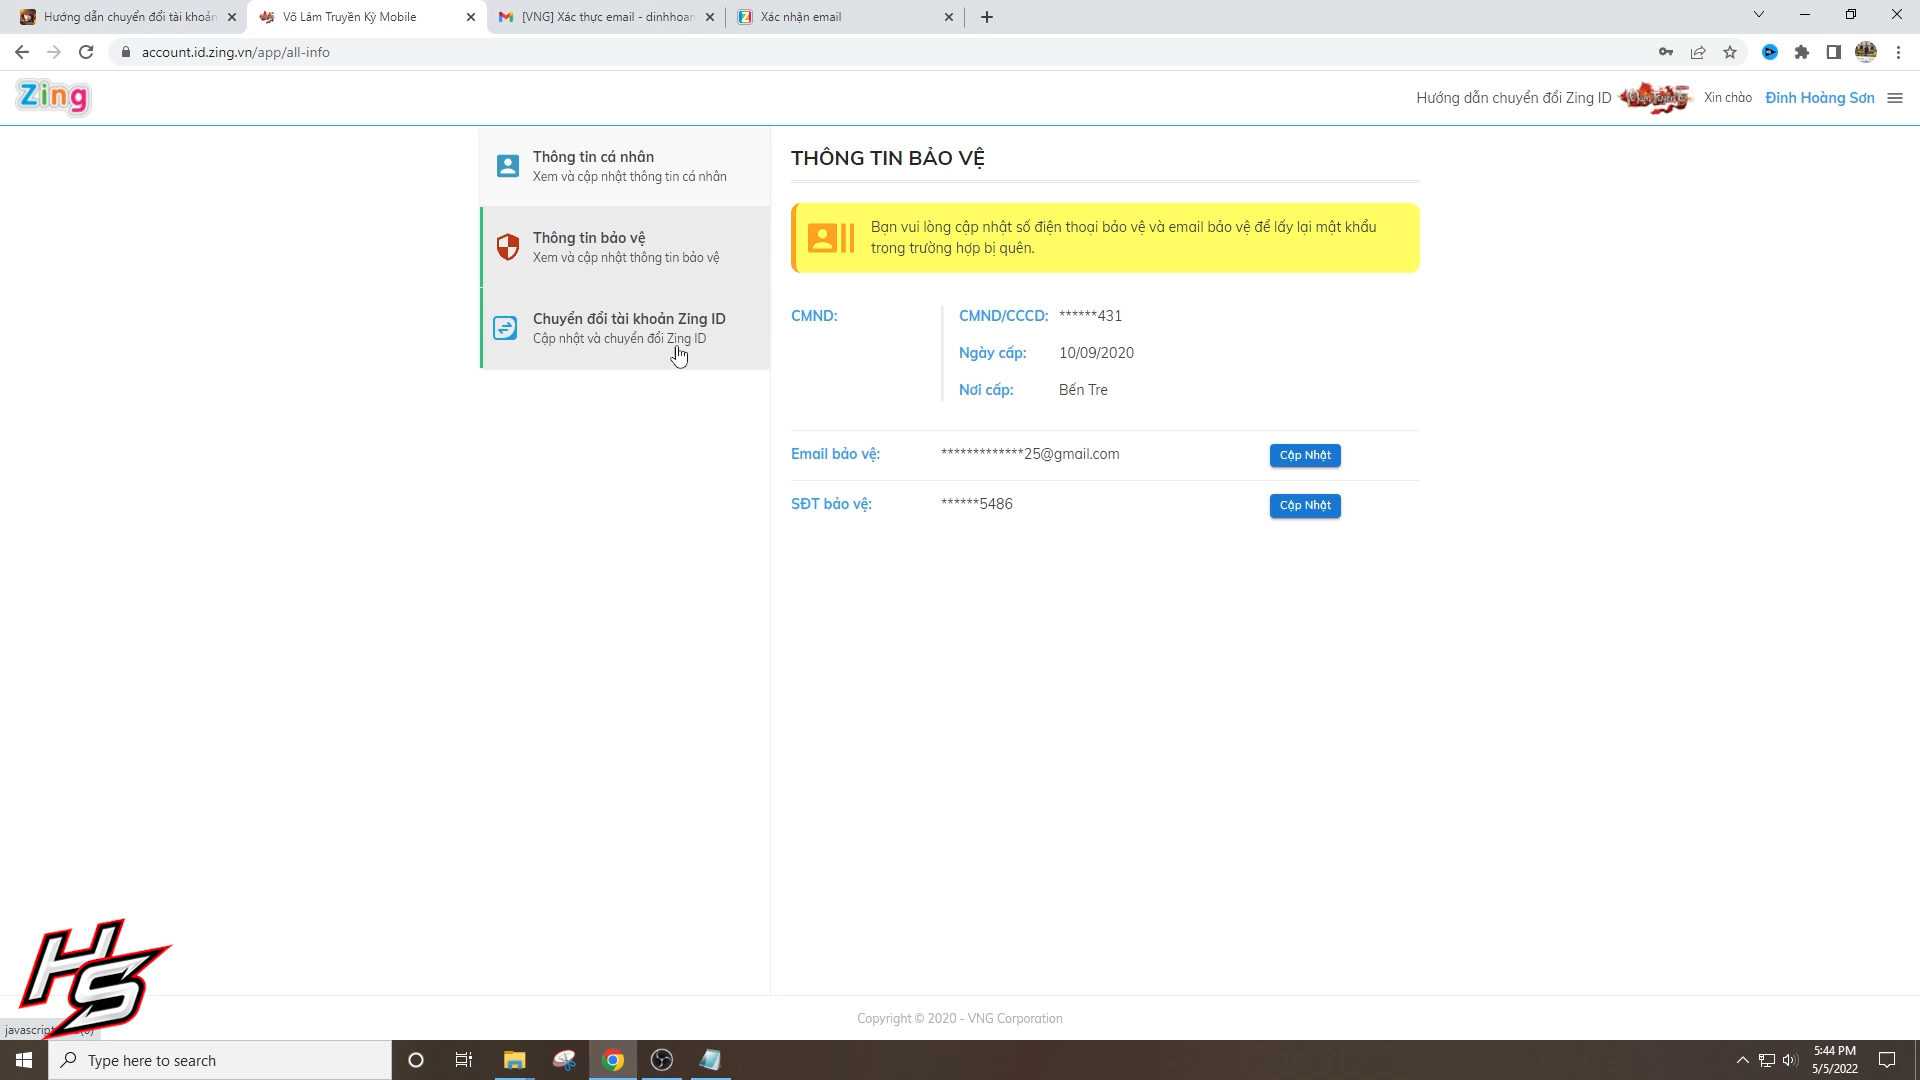 Hướng dẫn chuyển đổi tài khoản
Võ Lâm Truyền Kỳ Mobile
[VNG] Xác thực email - dinhhoan
Xác nhận email
account.id.zing.vn/app/all-info
Zing
Hướng dẫn chuyển đổi Zing ID
Xin chào Đinh Hoàng Sơn
Thông tin cá nhân
Xem và cập nhật thông tin cá nhân
Thông tin bảo vệ
Xem và cập nhật thông tin bảo vệ
Chuyển đổi tài khoản Zing ID
Cập nhật và chuyển đổi Zing ID
THÔNG TIN BẢO VỆ
Bạn vui lòng cập nhật số điện thoại bảo vệ và email bảo vệ để lấy lại mật khẩu
trong trường hợp bị quên.
CMND:
CMND/CCCD: ******431
Ngày cấp: 10/09/2020
Nơi cấp: Bến Tre
Email bảo vệ: *************25@gmail.com Cập Nhật
SĐT bảo vệ: ******5486 Cập Nhật
Copyright © 2020 - VNG Corporation
HS
javascript
Type here to search
5:44 PM
5/5/2022